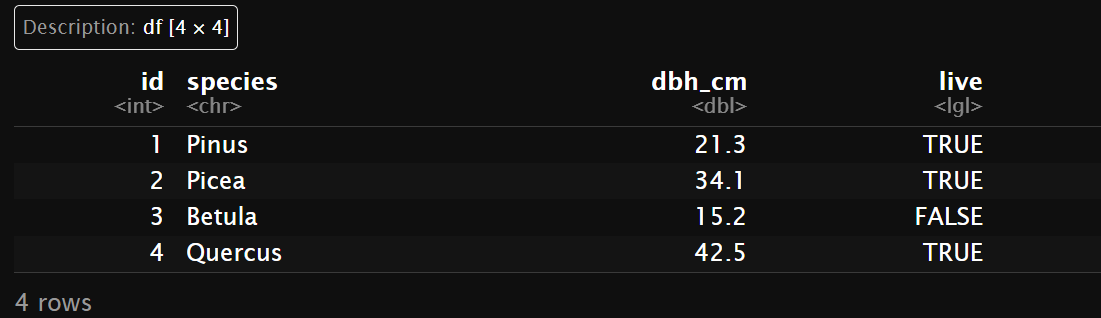 Description: df [4 × 4]
id species dbh_cm live
<int> <chr> <dbl> <lgl>
1 Pinus 21.3 TRUE
2 Picea 34.1 TRUE
3 Betula 15.2 FALSE
4 Quercus 42.5 TRUE
4 rows